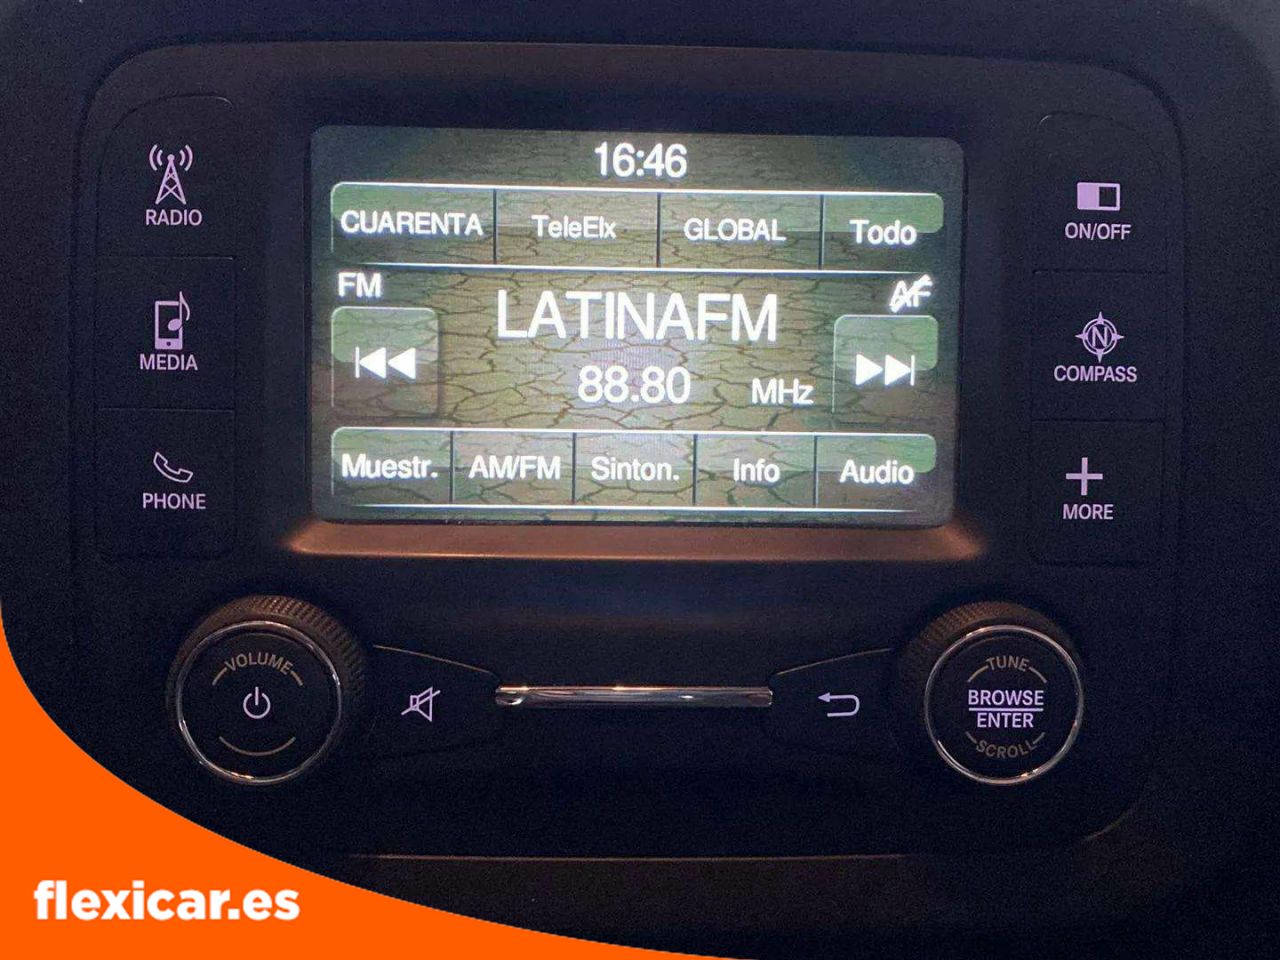 16:46
CUARENTA TeleElx GLOBAL Todo
FM AF
LATINAFM
88.80 MHz
Muestr. AM/FM Sinton. Info Audio
RADIO
MEDIA
PHONE
ON/OFF
N
COMPASS
MORE
VOLUME
TUNE
BROWSE
ENTER
SCROLL
flexicar.es